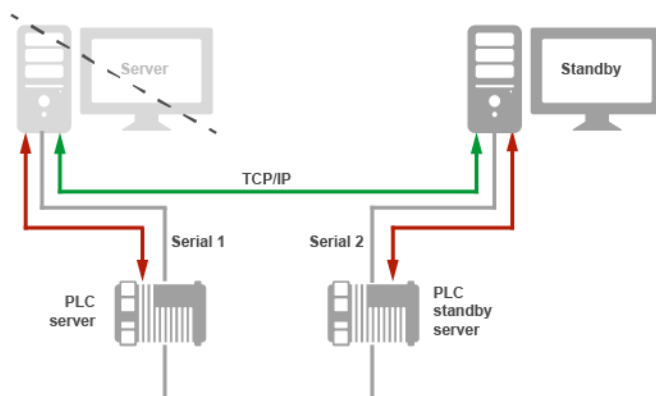 Server
Standby
TCP/IP
Serial 1
Serial 2
PLC
server
PLC
standby
server